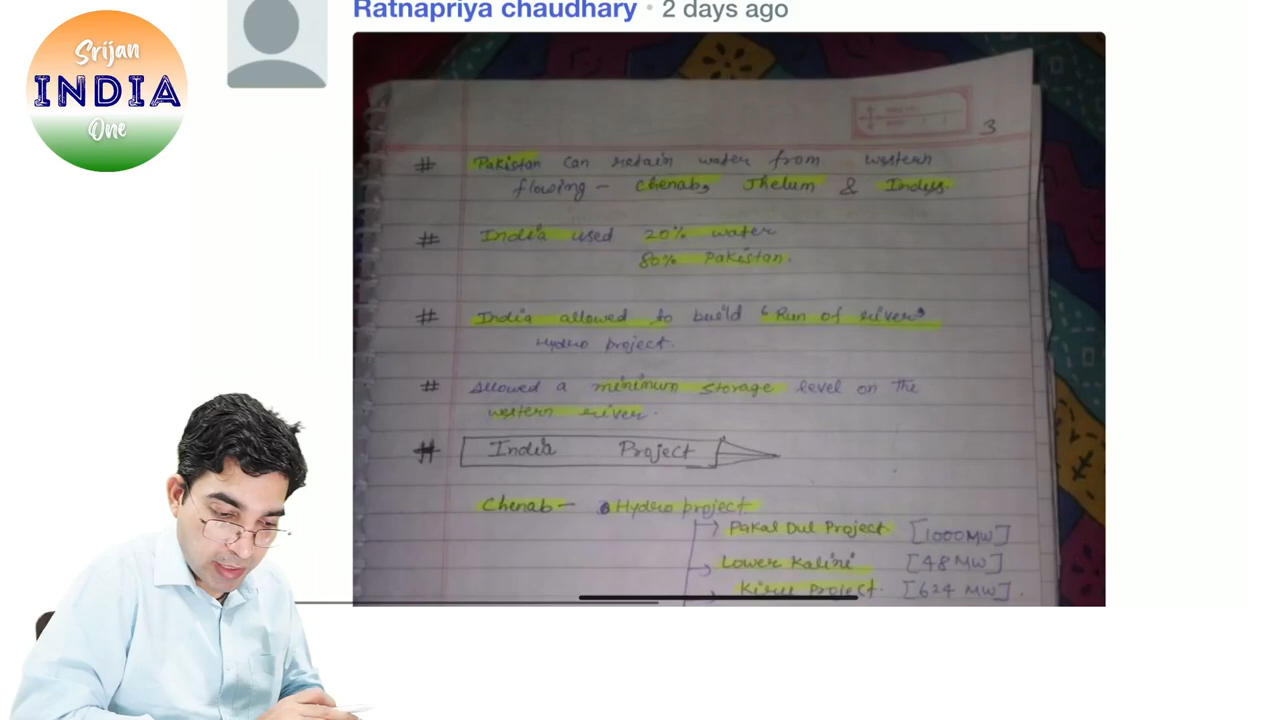 Srijan
INDIA
One
Ratnapriya chaudhary • 2 days ago
3
# Pakistan can retain water from western
flowing - Chenab, Jhelum & Indus.
# India used 20% water
80% Pakistan.
# India allowed to build 'Run of river'
Hydro project.
# Allowed a minimum storage level on the
western river.
# India Project
Chenab - Hydro project
Pakal Dul Project [1000MW]
Lower Kalini [48MW]
Kiru Project. [624 MW].